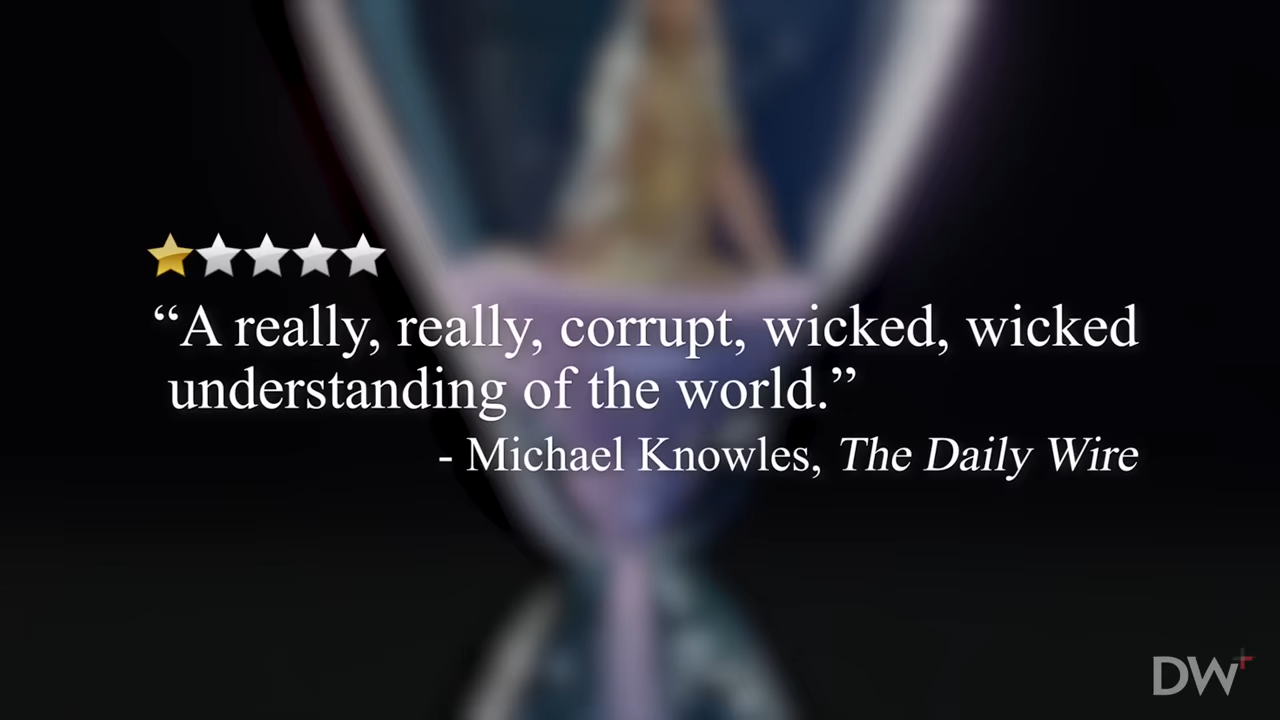 “A really, really, corrupt, wicked, wicked
understanding of the world.”
- Michael Knowles, The Daily Wire
DW+